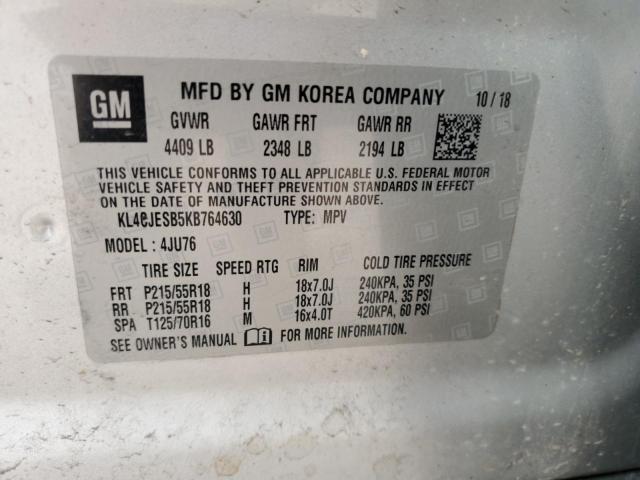 GM
MFD BY GM KOREA COMPANY 10/18
GVWR GAWR FRT GAWR RR
4409 LB 2348 LB 2194 LB
THIS VEHICLE CONFORMS TO ALL APPLICABLE U.S. FEDERAL MOTOR
VEHICLE SAFETY AND THEFT PREVENTION STANDARDS IN EFFECT
ON THE DATE OF MANUFACTURE SHOWN ABOVE.
KL4CJESB5KB764630 TYPE: MPV
MODEL : 4JU76
TIRE SIZE SPEED RTG RIM COLD TIRE PRESSURE
FRT P215/55R18 H 18x7.0J 240KPA, 35 PSI
RR P215/55R18 H 18x7.0J 240KPA, 35 PSI
SPA T125/70R16 M 16x4.0T 420KPA, 60 PSI
SEE OWNER'S MANUAL FOR MORE INFORMATION.